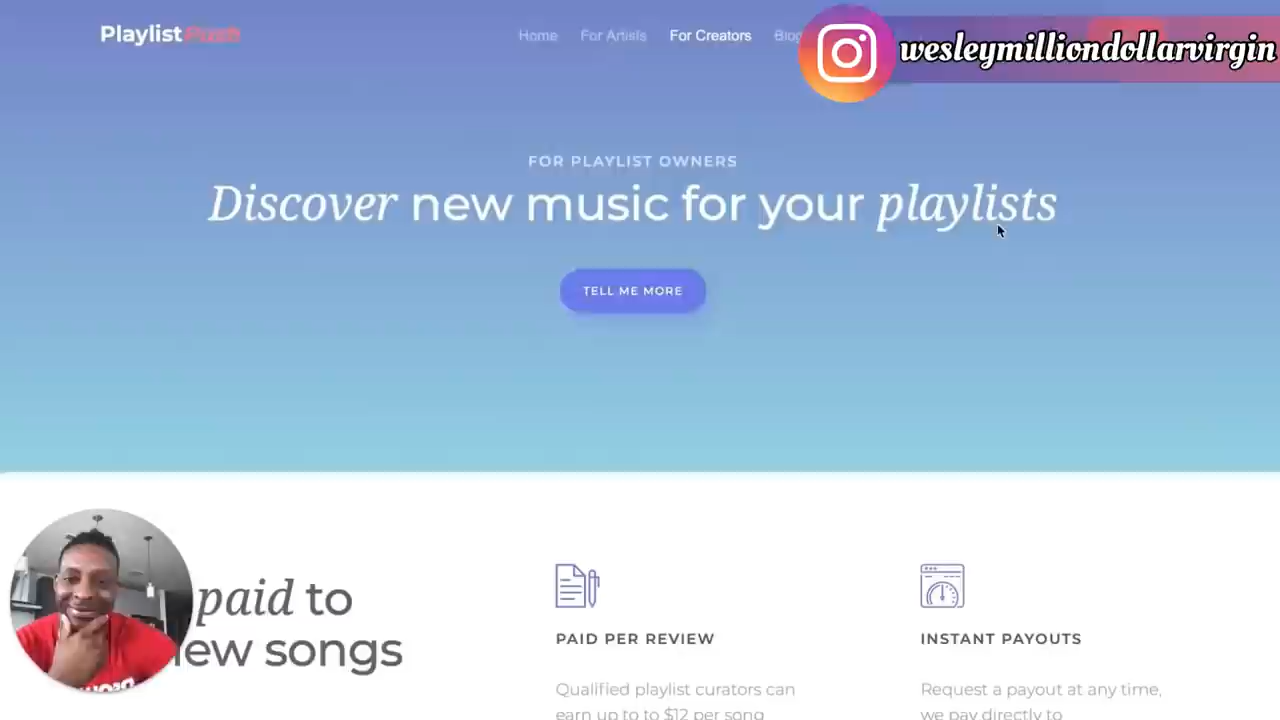 Playlist Push
Home For Artists For Creators Blog
wesleymilliondollarvirgin
FOR PLAYLIST OWNERS
Discover new music for your playlists
TELL ME MORE
paid to
new songs
PAID PER REVIEW
Qualified playlist curators can
earn up to to $12 per song
INSTANT PAYOUTS
Request a payout at any time,
we pay directly to